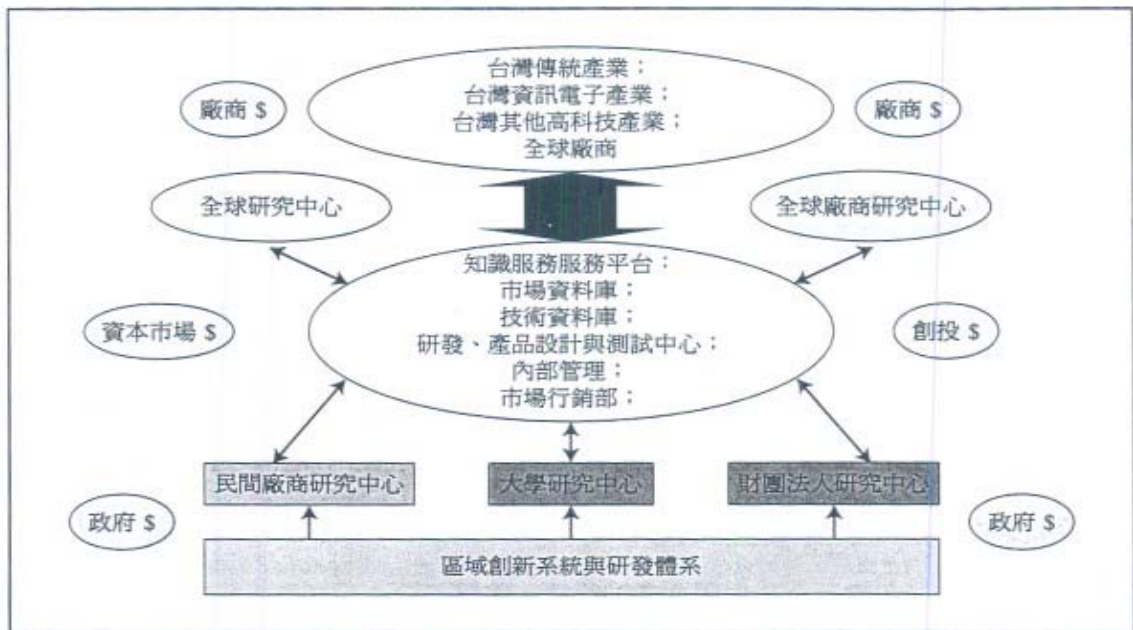 台灣傳統產業；
廠商 $
台灣資訊電子產業；
廠商 $
台灣其他高科技產業；
全球廠商
全球研究中心
全球廠商研究中心
知識服務服務平台：
市場資料庫；
資本市場 $
技術資料庫；
創投 $
研發、產品設計與測試中心；
內部管理；
市場行銷部；
民間廠商研究中心
大學研究中心
財團法人研究中心
政府 $
政府 $
區域創新系統與研發體系